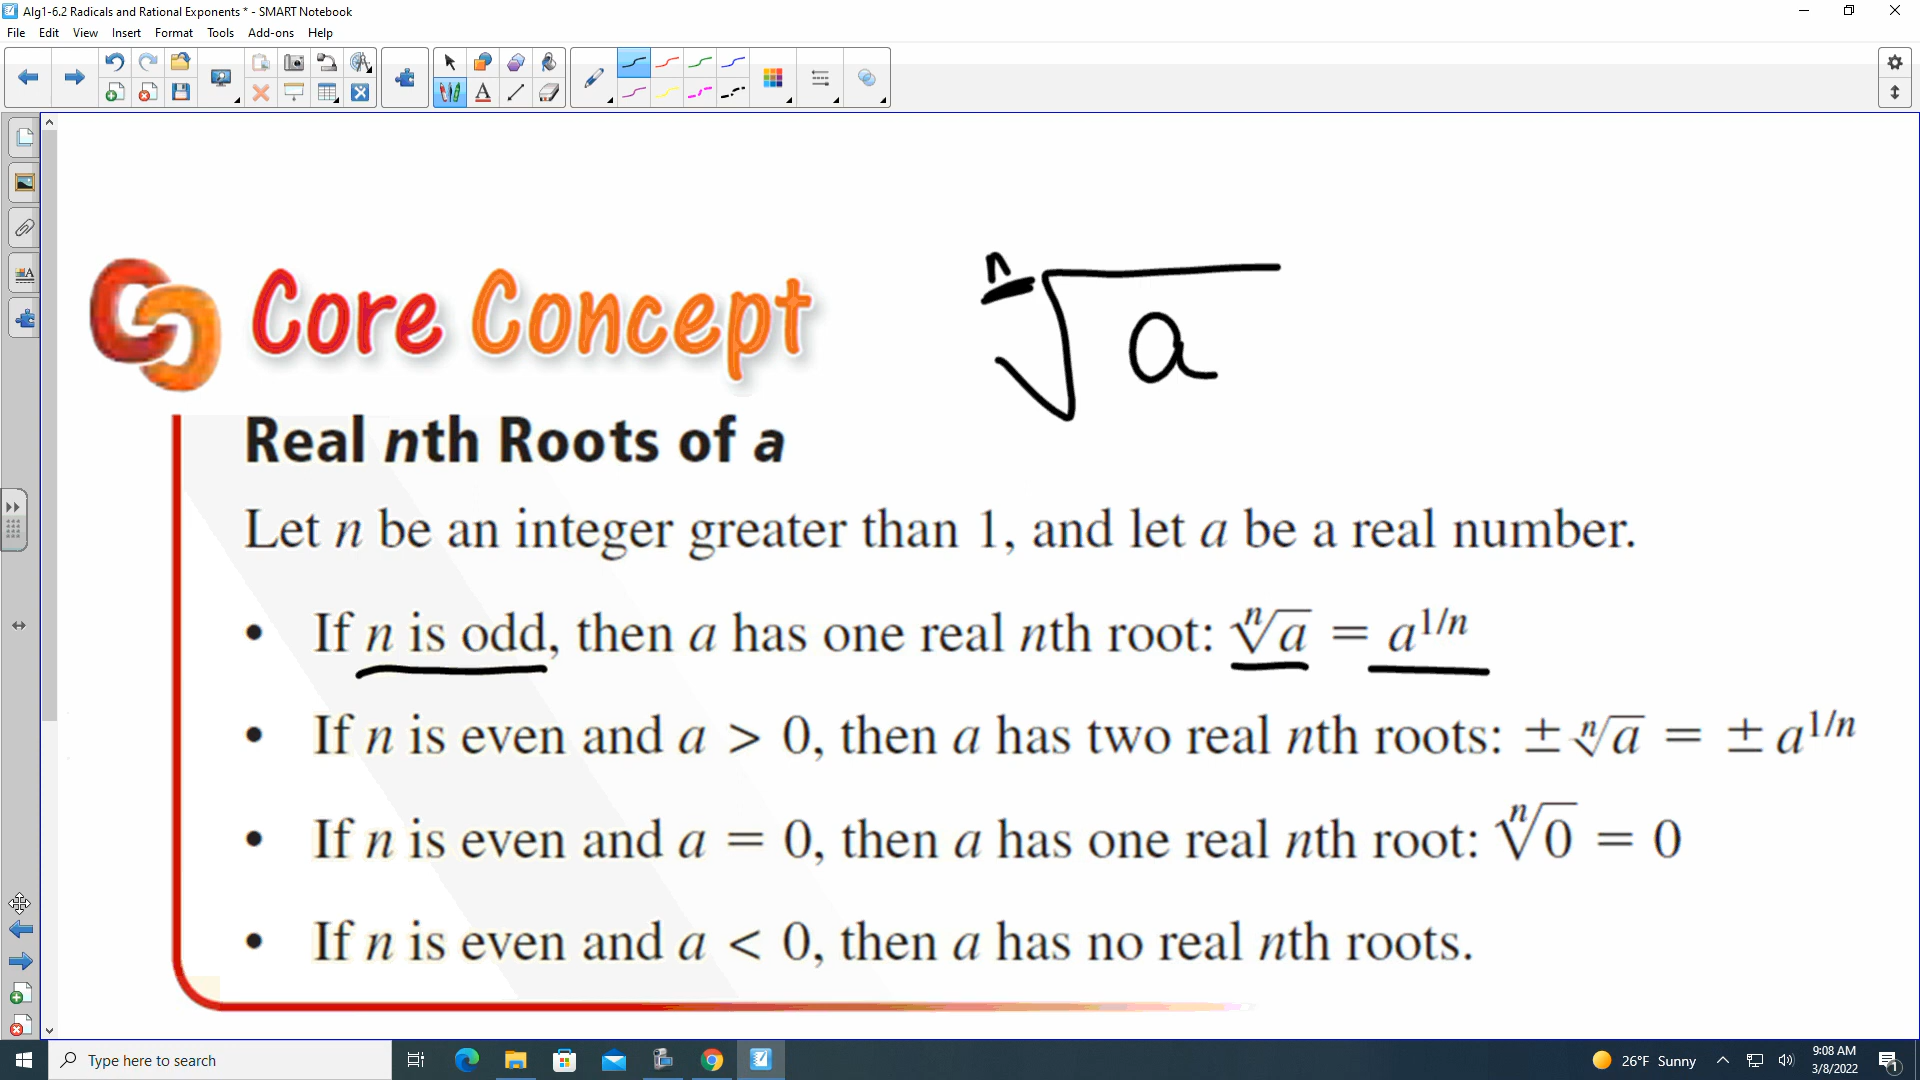 Alg1-6.2 Radicals and Rational Exponents * - SMART Notebook
File Edit View Insert Format Tools Add-ons Help
Core Concept
ⁿ√a
Real nth Roots of a
Let n be an integer greater than 1, and let a be a real number.
• If n is odd, then a has one real nth root: ⁿ√a = a^1/n
• If n is even and a > 0, then a has two real nth roots: ± ⁿ√a = ± a^1/n
• If n is even and a = 0, then a has one real nth root: ⁿ√0 = 0
• If n is even and a < 0, then a has no real nth roots.
Type here to search
26°F Sunny
9:08 AM
3/8/2022
1